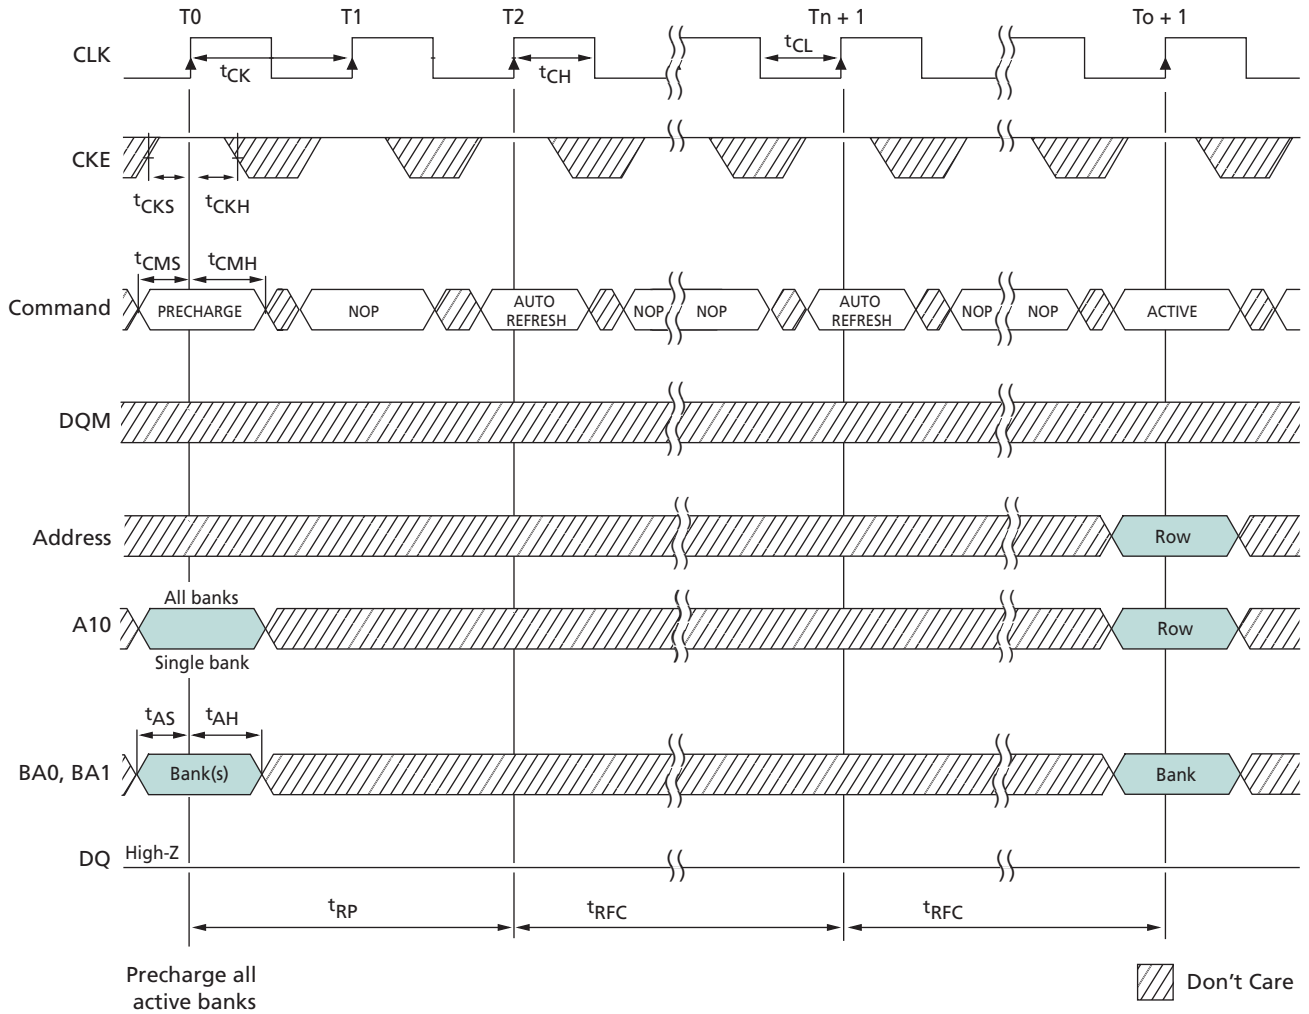 T0 T1 T2 Tn + 1 To + 1
CLK
tCK tCH tCL
CKE
tCKS tCKH
tCMS tCMH
Command PRECHARGE NOP AUTO REFRESH NOP NOP AUTO REFRESH NOP NOP ACTIVE
DQM
Address Row
All banks
A10 Row
Single bank
tAS tAH
BA0, BA1 Bank(s) Bank
DQ High-Z
tRP tRFC tRFC
Precharge all
active banks
Don't Care